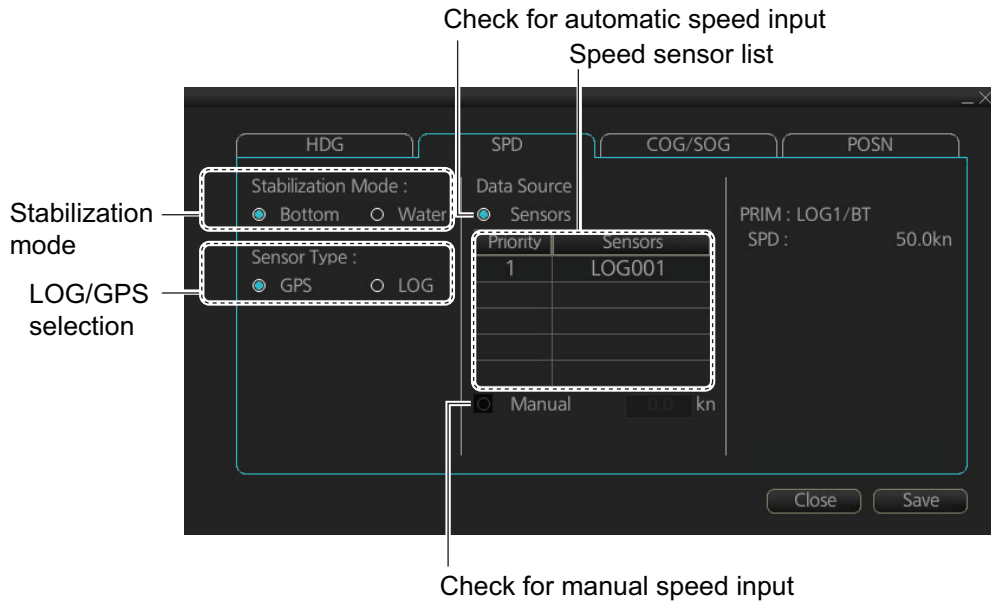 Check for automatic speed input
Speed sensor list
HDG
SPD
COG/SOG
POSN
Stabilization Mode :
Bottom
Water
Sensor Type :
GPS
LOG
Data Source
Sensors
Priority
Sensors
1
LOG001
Manual
0.0
kn
PRIM : LOG1/BT
SPD :
50.0kn
Stabilization
mode
LOG/GPS
selection
Close
Save
Check for manual speed input